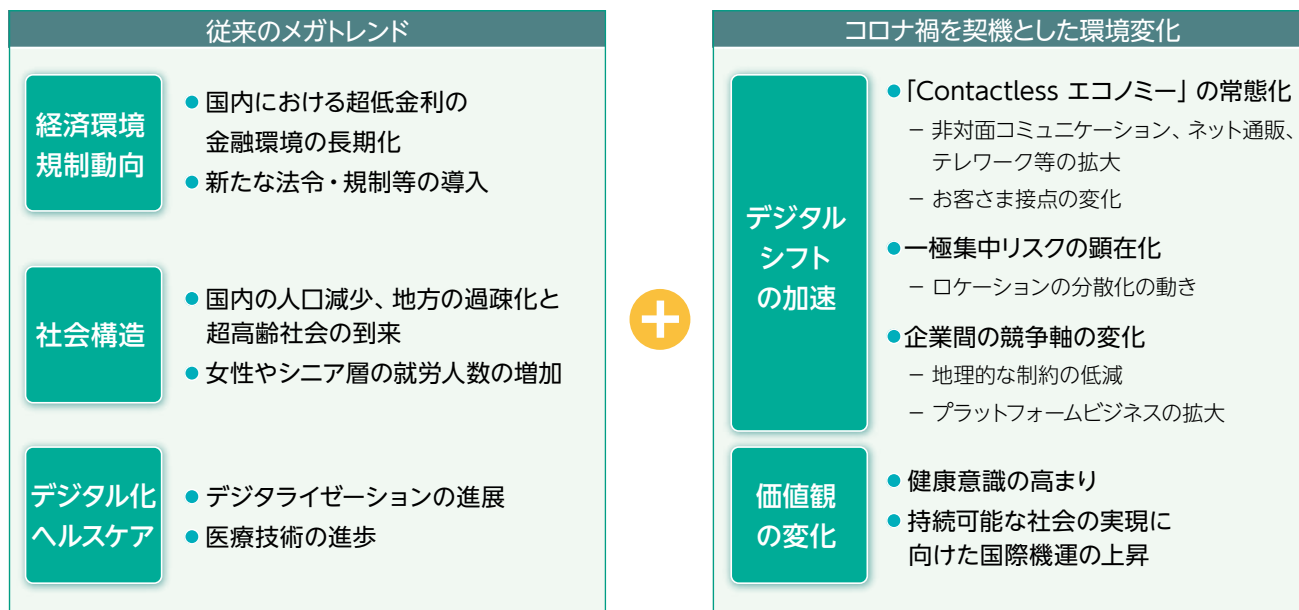 従来のメガトレンド
経済環境
規制動向
● 国内における超低金利の
金融環境の長期化
● 新たな法令・規制等の導入
社会構造
● 国内の人口減少、地方の過疎化と
超高齢社会の到来
● 女性やシニア層の就労人数の増加
デジタル化
ヘルスケア
● デジタライゼーションの進展
● 医療技術の進歩
+
コロナ禍を契機とした環境変化
デジタル
シフト
の加速
● 「Contactless エコノミー」の常態化
− 非対面コミュニケーション、ネット通販、
テレワーク等の拡大
− お客さま接点の変化
● 一極集中リスクの顕在化
− ロケーションの分散化の動き
● 企業間の競争軸の変化
− 地理的な制約の低減
− プラットフォームビジネスの拡大
価値観
の変化
● 健康意識の高まり
● 持続可能な社会の実現に
向けた国際機運の上昇